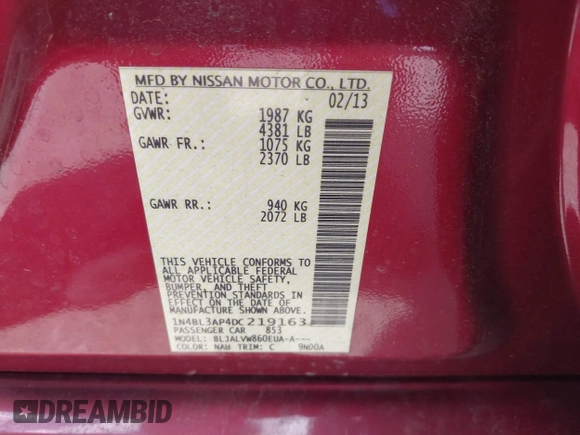 MFD BY NISSAN MOTOR CO., LTD.
DATE: 02/13
GVWR: 1987 KG
4381 LB
GAWR FR.: 1075 KG
2370 LB
GAWR RR.: 940 KG
2072 LB
THIS VEHICLE CONFORMS TO
ALL APPLICABLE FEDERAL
MOTOR VEHICLE SAFETY,
BUMPER, AND THEFT
PREVENTION STANDARDS IN
EFFECT ON THE DATE OF
MANUFACTURE SHOWN ABOVE.
1N4BL3AP4DC219163
PASSENGER CAR 853
MODEL: BLJALVW860EUA-A---
COLOR: NAH TRIM: C 9N00A
DREAMBID